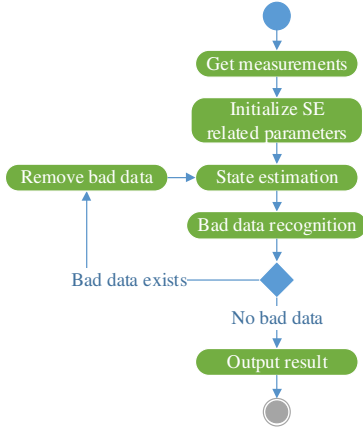 Get measurements
Initialize SE
related parameters
Remove bad data
State estimation
Bad data recognition
Bad data exists
No bad data
Output result